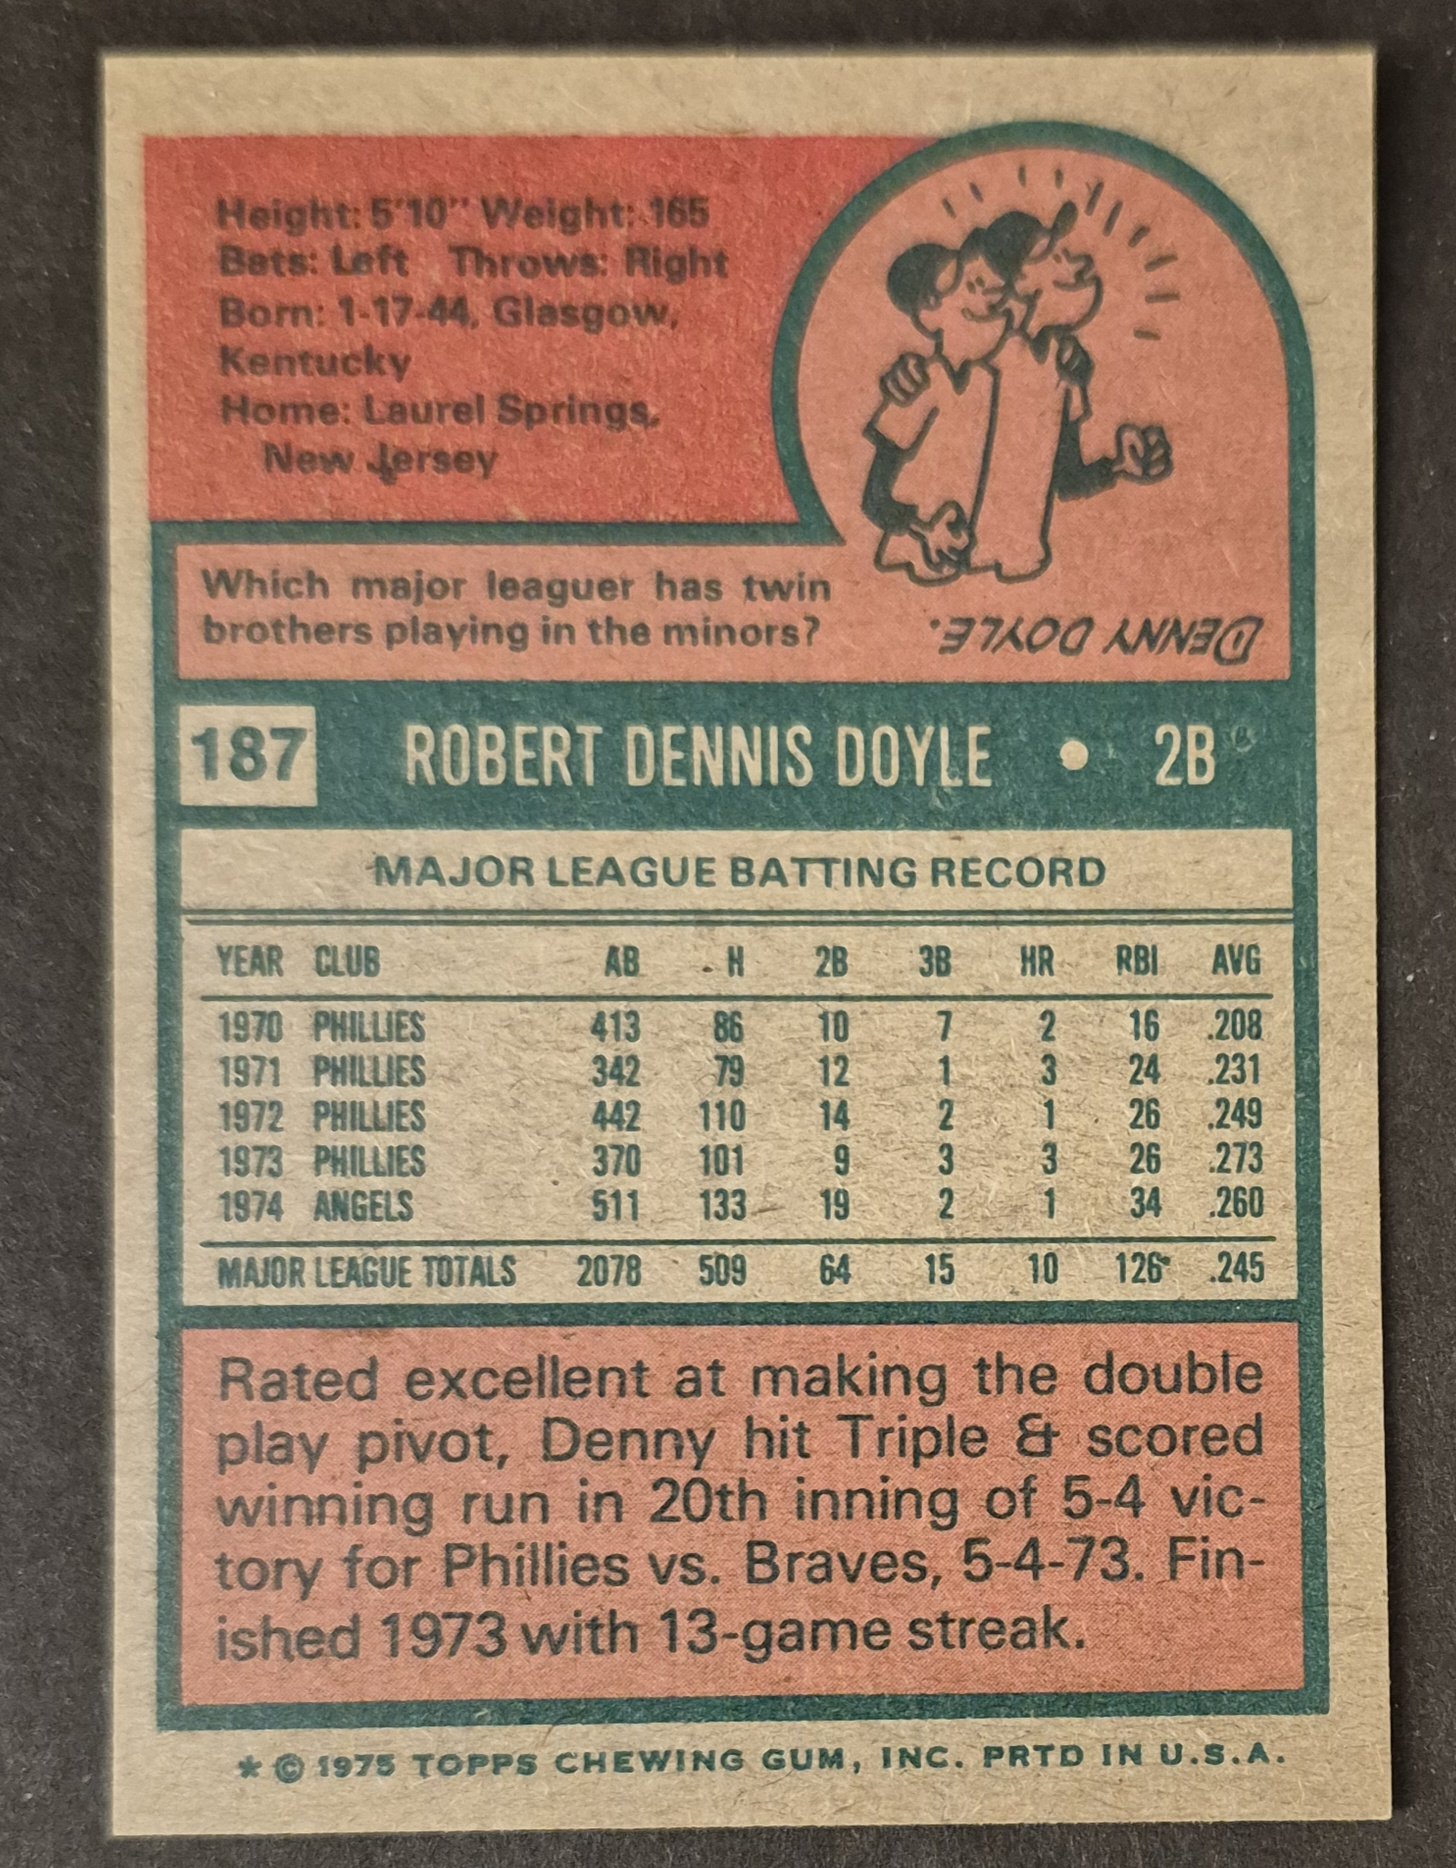 Height: 5'10" Weight: 165
Bats: Left Throws: Right
Born: 1-17-44, Glasgow,
Kentucky
Home: Laurel Springs,
New Jersey
Which major leaguer has twin
brothers playing in the minors?
DENNY DOYLE.
187 ROBERT DENNIS DOYLE • 2B
MAJOR LEAGUE BATTING RECORD
YEAR CLUB AB H 2B 3B HR RBI AVG
1970 PHILLIES 413 86 10 7 2 16 .208
1971 PHILLIES 342 79 12 1 3 24 .231
1972 PHILLIES 442 110 14 2 1 26 .249
1973 PHILLIES 370 101 9 3 3 26 .273
1974 ANGELS 511 133 19 2 1 34 .260
MAJOR LEAGUE TOTALS 2078 509 64 15 10 126 .245
Rated excellent at making the double
play pivot, Denny hit Triple & scored
winning run in 20th inning of 5-4 vic-
tory for Phillies vs. Braves, 5-4-73. Fin-
ished 1973 with 13-game streak.
* © 1975 TOPPS CHEWING GUM, INC. PRTD IN U.S.A.